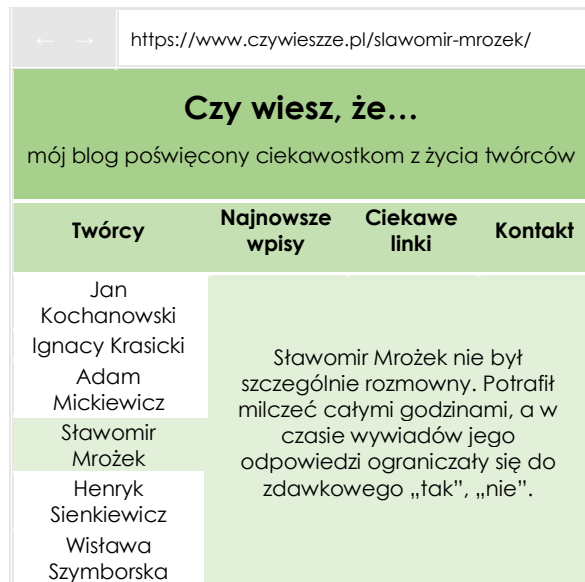 ← →
https://www.czywieszze.pl/slawomir-mrozek/
Czy wiesz, że…
mój blog poświęcony ciekawostkom z życia twórców
Twórcy
Najnowsze
wpisy
Ciekawe
linki
Kontakt
Jan
Kochanowski
Ignacy Krasicki
Adam
Mickiewicz
Sławomir
Mrożek
Henryk
Sienkiewicz
Wisława
Szymborska
Sławomir Mrożek nie był
szczególnie rozmowny. Potrafił
milczeć całymi godzinami, a w
czasie wywiadów jego
odpowiedzi ograniczały się do
zdawkowego „tak”, „nie”.